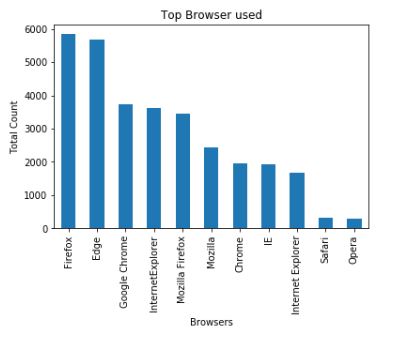 Top Browser used
Total Count
6000
5000
4000
3000
2000
1000
0
Firefox
Edge
Google Chrome
InternetExplorer
Mozilla Firefox
Mozilla
Chrome
IE
Internet Explorer
Safari
Opera
Browsers